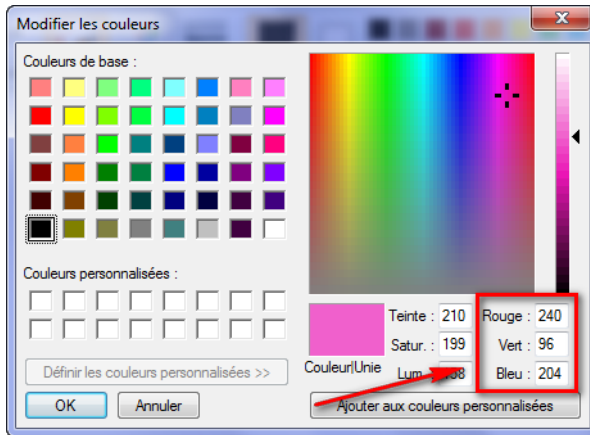 Modifier les couleurs
Couleurs de base :
Couleurs personnalisées :
Définir les couleurs personnalisées >>
OK Annuler
Couleur|Unie
Teinte : 210 Rouge : 240
Satur. : 199 Vert : 96
Lum Bleu : 204
Ajouter aux couleurs personnalisées